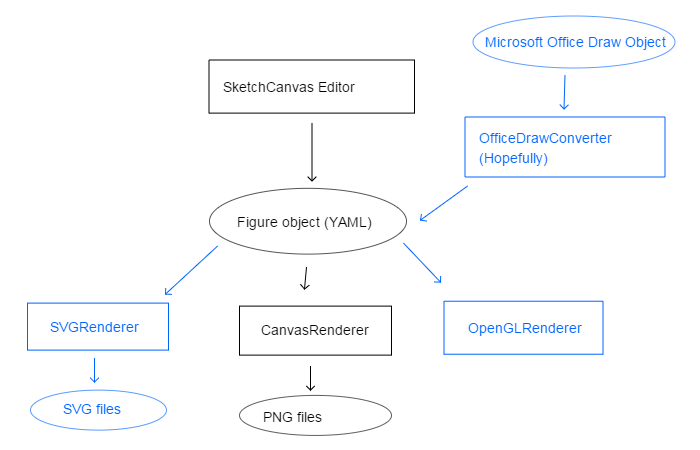 Microsoft Office Draw Object
SketchCanvas Editor
OfficeDrawConverter
(Hopefully)
Figure object (YAML)
SVGRenderer
CanvasRenderer
OpenGLRenderer
SVG files
PNG files